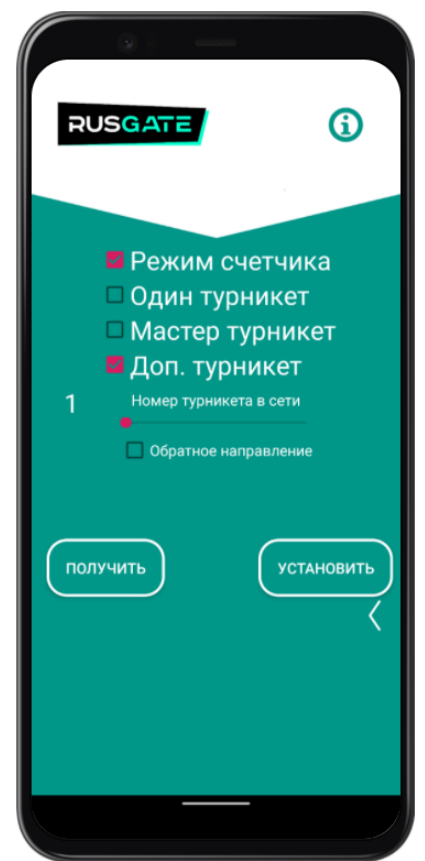 RUSGATE
Режим счетчика
Один турникет
Мастер турникет
Доп. турникет
1 Номер турникета в сети
Обратное направление
ПОЛУЧИТЬ УСТАНОВИТЬ